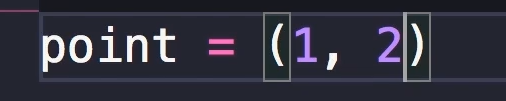 point = (1, 2)